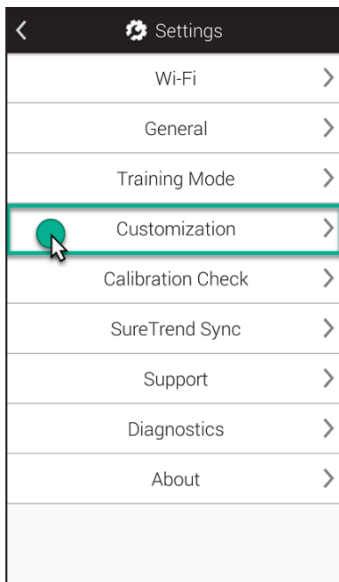 Settings
Wi-Fi
General
Training Mode
Customization
Calibration Check
SureTrend Sync
Support
Diagnostics
About